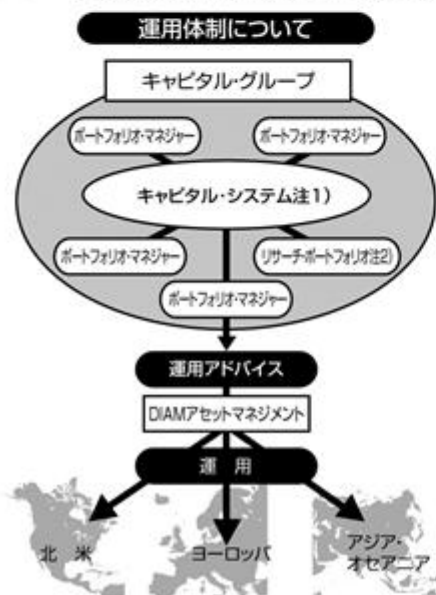 運用体制について
キャピタル・グループ
ポートフォリオ・マネジャー
ポートフォリオ・マネジャー
キャピタル・システム注1)
ポートフォリオ・マネジャー
リサーチ・ポートフォリオ注2)
ポートフォリオ・マネジャー
運用アドバイス
DIAMアセットマネジメント
運用
北米
ヨーロッパ
アジア・
オセアニア